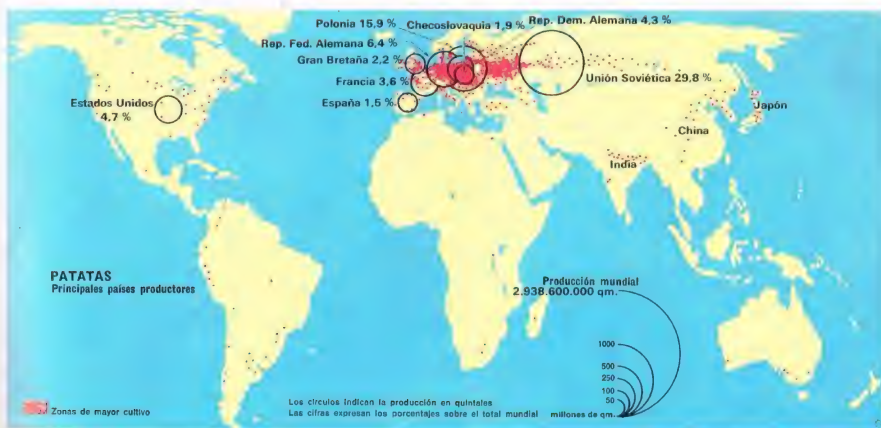 Polonia 15,9 %
Checoslovaquia 1,9 %
Rep. Dem. Alemana 4,3 %
Rep. Fed. Alemana 6,4 %
Gran Bretaña 2,2 %
Francia 3,6 %
España 1,5 %
Unión Soviética 29,8 %
Estados Unidos
4,7 %
Japón
China
India
PATATAS
Principales países productores
Producción mundial
2.938.600.000 qm.
1000
500
250
100
50
millones de qm.
Zonas de mayor cultivo
Los círculos indican la producción en quintales
Las cifras expresan los porcentajes sobre el total mundial